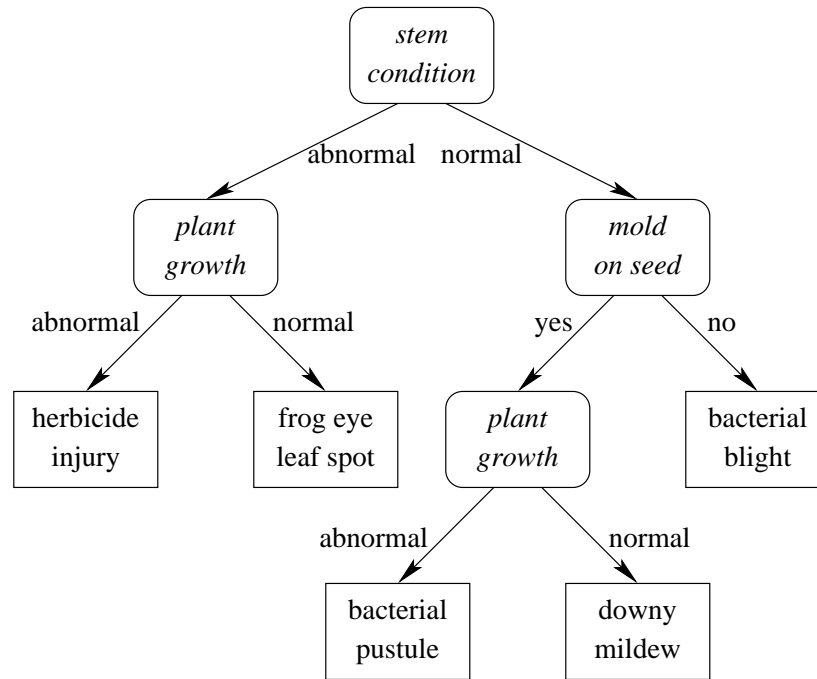 stem
condition
abnormal
normal
plant
growth
mold
on seed
abnormal
normal
yes
no
herbicide
injury
frog eye
leaf spot
plant
growth
bacterial
blight
abnormal
normal
bacterial
pustule
downy
mildew